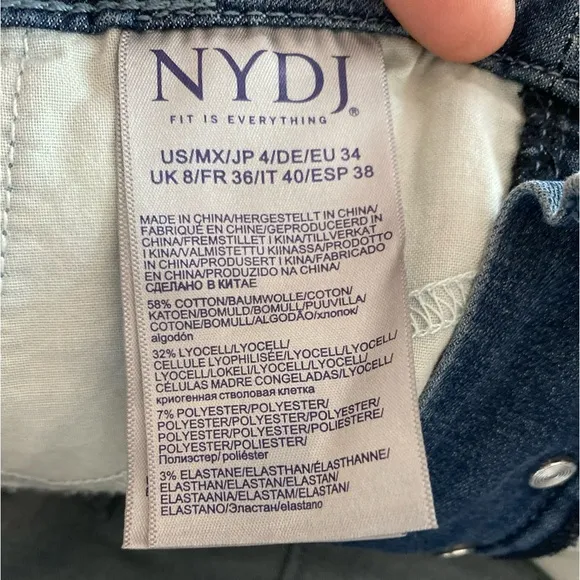 NYDJ®
FIT IS EVERYTHING
US/MX/JP 4/DE/EU 34
UK 8/FR 36/IT 40/ESP 38
MADE IN CHINA/HERGESTELLT IN CHINA/
FABRIQUÉ EN CHINE/GEPRODUCEERD IN
CHINA/FREMSTILLET I KINA/TILLVERKAT
I KINA/VALMISTETTU KIINASSA/PRODOTTO
IN CHINA/PRODUSERT I KINA/FABRICADO
EN CHINA/PRODUZIDO NA CHINA/
СДЕЛАНО В КИТАЕ
58% COTTON/BAUMWOLLE/COTON/
KATOEN/BOMULD/BOMULL/PUUVILLA/
COTONE/BOMULL/ALGODÃO/хлопок/
algodón
32% LYOCELL/LYOCELL/
CELLULE LYOPHILISÉE/LYOCELL/LYOCELL/
LYOCELL/LOKELI/LYOCELL/LYOCELL/
CÉLULAS MADRE CONGELADAS/LYOCELL/
криогенная стволовая клетка
7% POLYESTER/POLYESTER/
POLYESTER/POLYESTER/POLYESTER/
POLYESTER/POLYESTER/POLIESTERE/
POLYESTER/POLIESTER/
Полиэстер/ poliéster
3% ELASTANE/ELASTHAN/ÉLASTHANNE/
ELASTHAN/ELASTAN/ELASTAN/
ELASTAANIA/ELASTAM/ELASTAN/
ELASTANO/Эластан/elastano